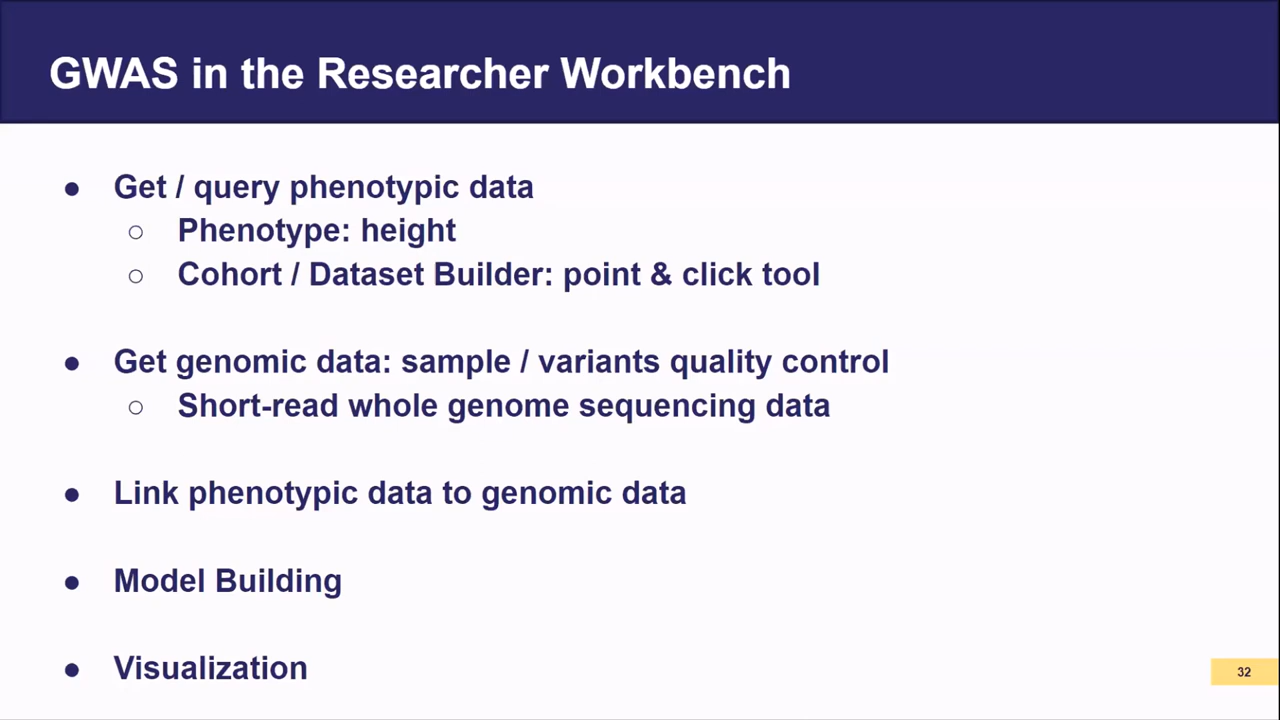 GWAS in the Researcher Workbench
● Get / query phenotypic data
○ Phenotype: height
○ Cohort / Dataset Builder: point & click tool
● Get genomic data: sample / variants quality control
○ Short-read whole genome sequencing data
● Link phenotypic data to genomic data
● Model Building
● Visualization
32